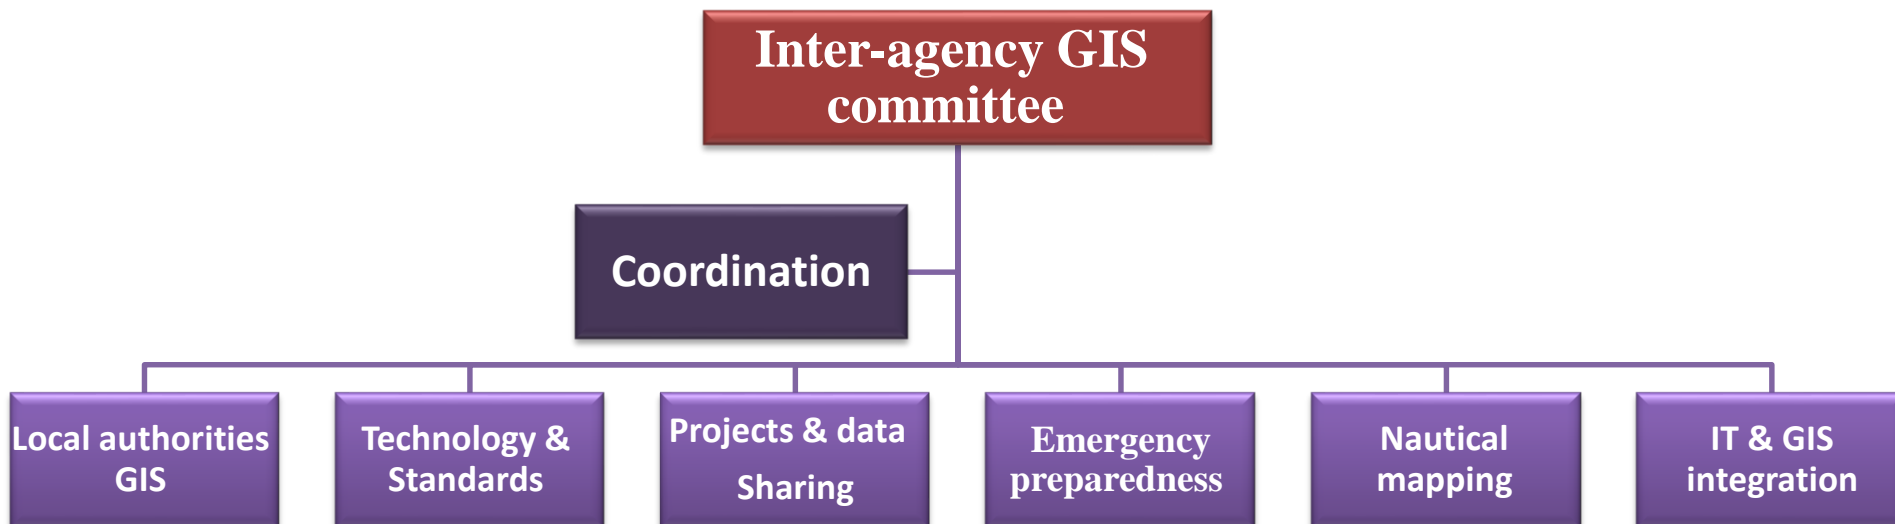 Inter-agency GIS
committee
Coordination
Local authorities
GIS
Technology &
Standards
Projects & data
Sharing
Emergency
preparedness
Nautical
mapping
IT & GIS
integration